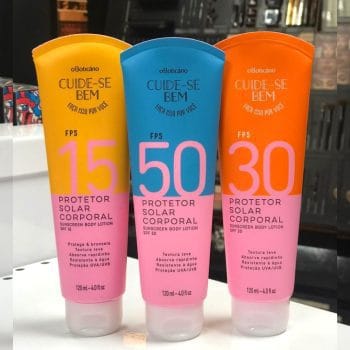 oBoticário
CUIDE-SE
BEM
FAÇA ISSO POR VOCÊ
FPS
15
PROTETOR
SOLAR
CORPORAL
SUNSCREEN BODY LOTION
SPF 15
Protege & bronzeia
Textura leve
Absorve rapidinho
Resistente à água
Proteção UVA/UVB
120 ml - 4.0 fl. oz
oBoticário
CUIDE-SE
BEM
FAÇA ISSO POR VOCÊ
FPS
50
PROTETOR
SOLAR
CORPORAL
SUNSCREEN BODY LOTION
SPF 50
Textura leve
Absorve rapidinho
Resistente à água
Proteção UVA/UVB
120 ml - 4.0 fl. oz
oBoticário
CUIDE-SE
BEM
FAÇA ISSO POR VOCÊ
FPS
30
PROTETOR
SOLAR
CORPORAL
SUNSCREEN BODY LOTION
SPF 30
Textura leve
Absorve rapidinho
Resistente à água
Proteção UVA/UVB
120 ml - 4.0 fl. oz